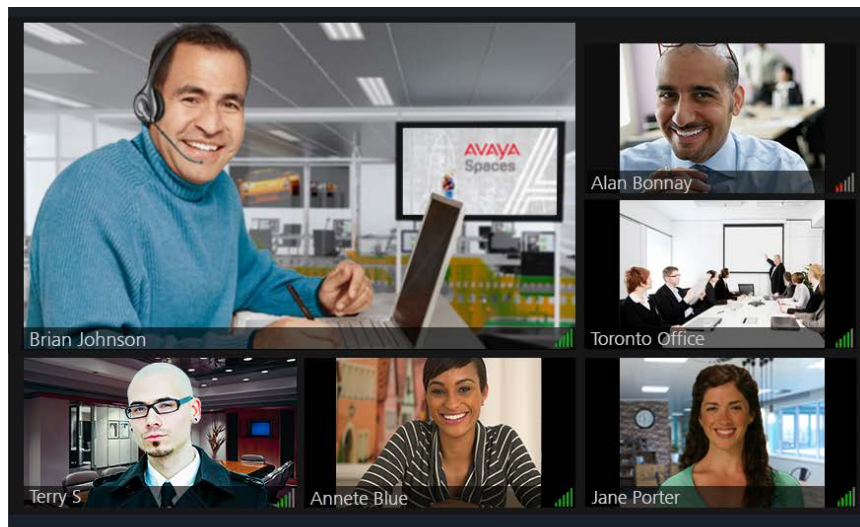 AVAYA
Spaces
Brian Johnson
Alan Bonnay
Toronto Office
Terry S
Annete Blue
Jane Porter